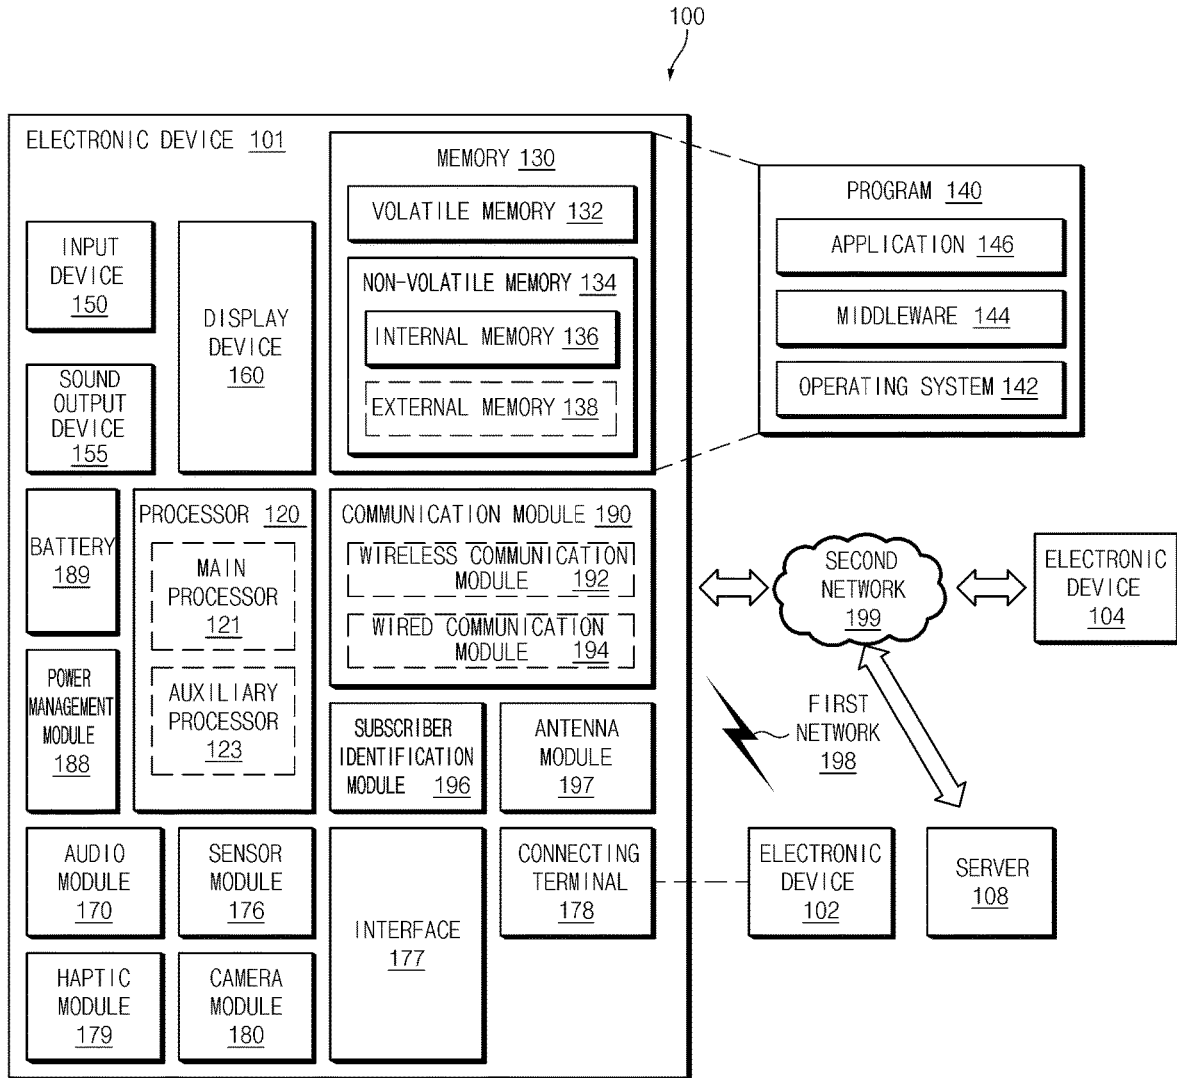 100
ELECTRONIC DEVICE 101
INPUT
DEVICE
150
SOUND
OUTPUT
DEVICE
155
DISPLAY
DEVICE
160
MEMORY 130
VOLATILE MEMORY 132
NON-VOLATILE MEMORY 134
INTERNAL MEMORY 136
EXTERNAL MEMORY 138
PROGRAM 140
APPLICATION 146
MIDDLEWARE 144
OPERATING SYSTEM 142
BATTERY
189
POWER
MANAGEMENT
MODULE
188
PROCESSOR 120
MAIN
PROCESSOR
121
AUXILIARY
PROCESSOR
123
COMMUNICATION MODULE 190
WIRELESS COMMUNICATION
MODULE 192
WIRED COMMUNICATION
MODULE 194
SUBSCRIBER
IDENTIFICATION
MODULE 196
ANTENNA
MODULE
197
SECOND
NETWORK
199
ELECTRONIC
DEVICE
104
FIRST
NETWORK
198
AUDIO
MODULE
170
SENSOR
MODULE
176
INTERFACE
177
CONNECTING
TERMINAL
178
ELECTRONIC
DEVICE
102
SERVER
108
HAPTIC
MODULE
179
CAMERA
MODULE
180